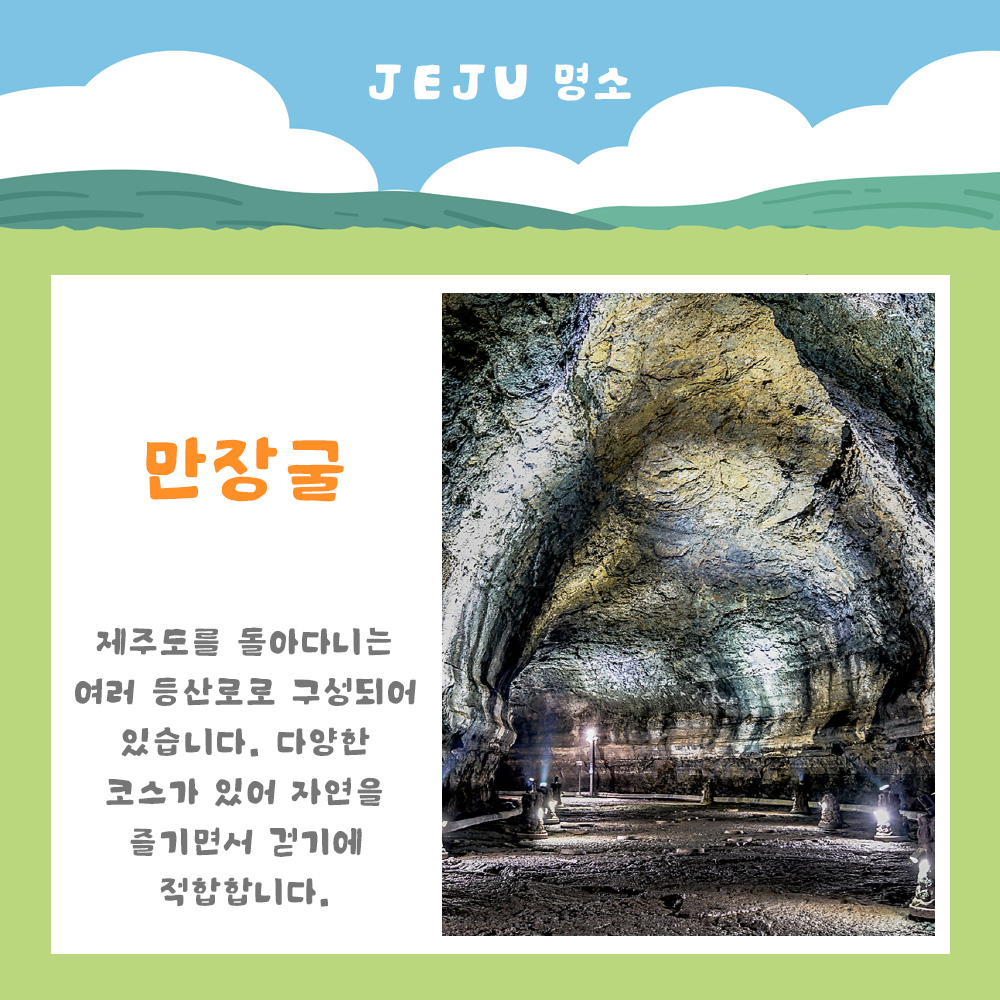 JEJU 명소
만장굴
제주도를 돌아다니는
여러 등산로로 구성되어
있습니다. 다양한
코스가 있어 자연을
즐기면서 걷기에
적합합니다.